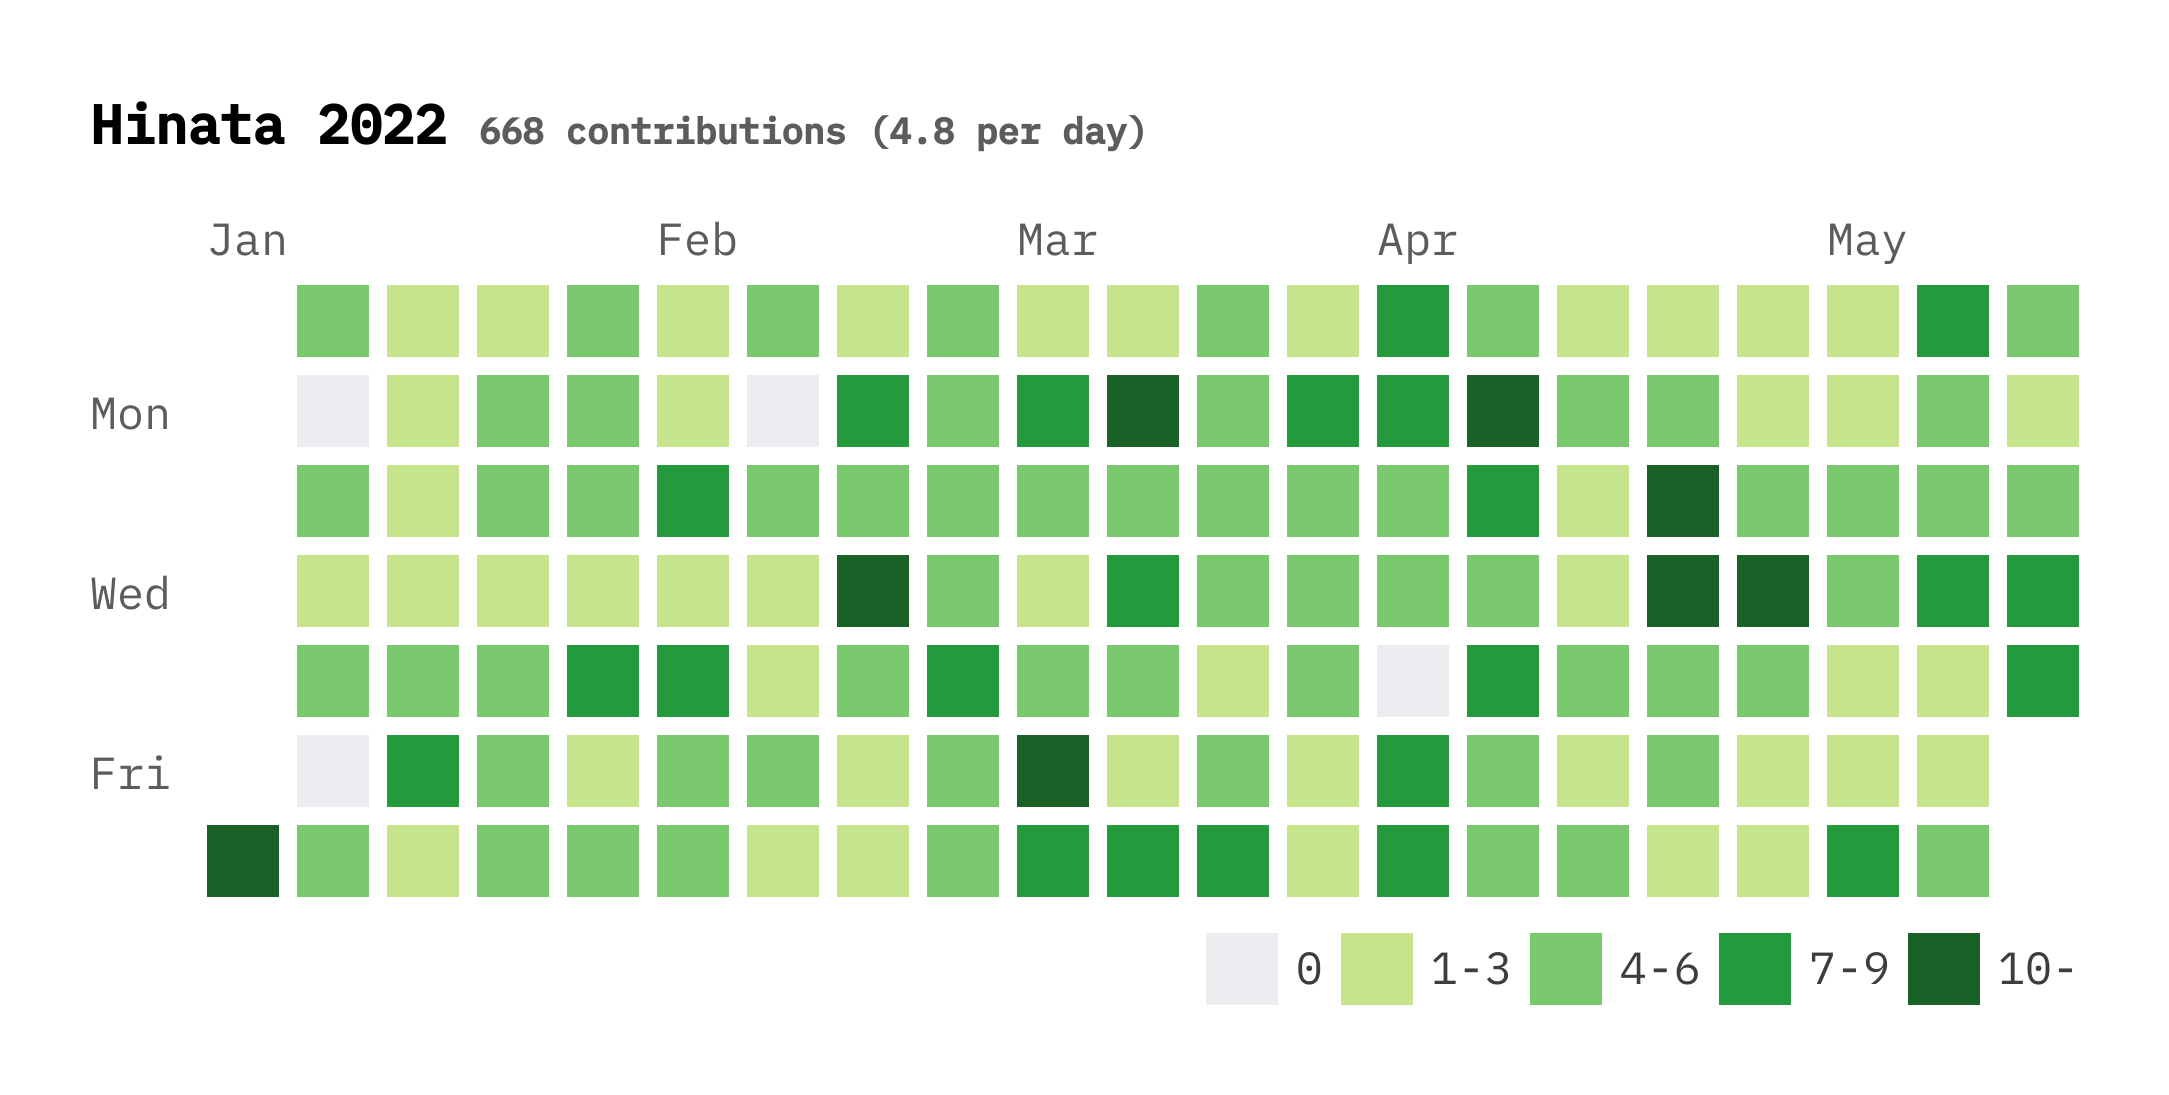 Hinata 2022 668 contributions (4.8 per day)
Jan Feb Mar Apr May
Mon
Wed
Fri
0 1-3 4-6 7-9 10-